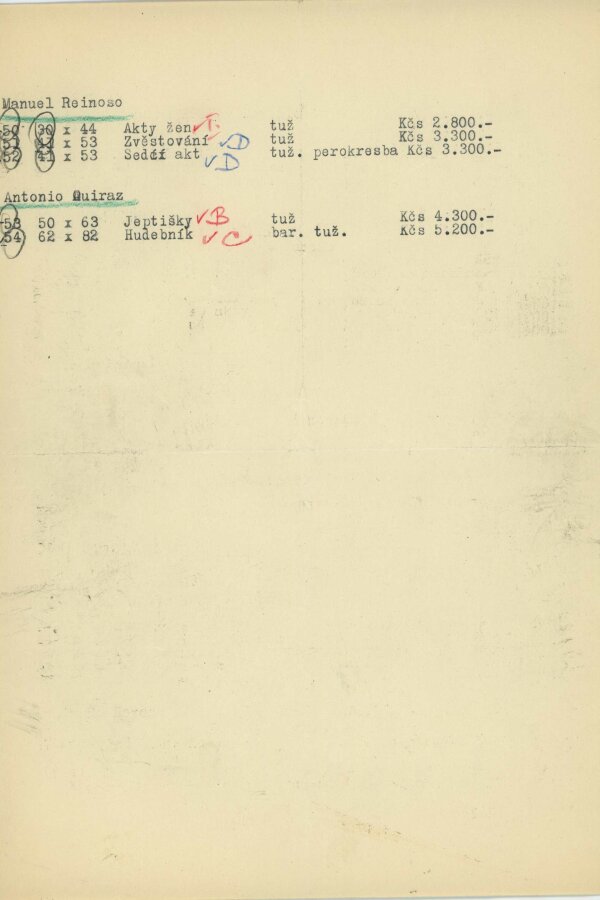 Manuel Reinoso
50 30 x 44 Akty žen tuž Kčs 2.800.-
51 x 53 Zvěstování D tuž Kčs 3.300.-
52 41 x 53 Sedcí akt D tuž. perokresba Kčs 3.300.-
Antonio Quiraz
53 50 x 63 Jeptišky B tuž Kčs 4.300.-
54 62 x 82 Hudebník C bar. tuž. Kčs 5.200.-